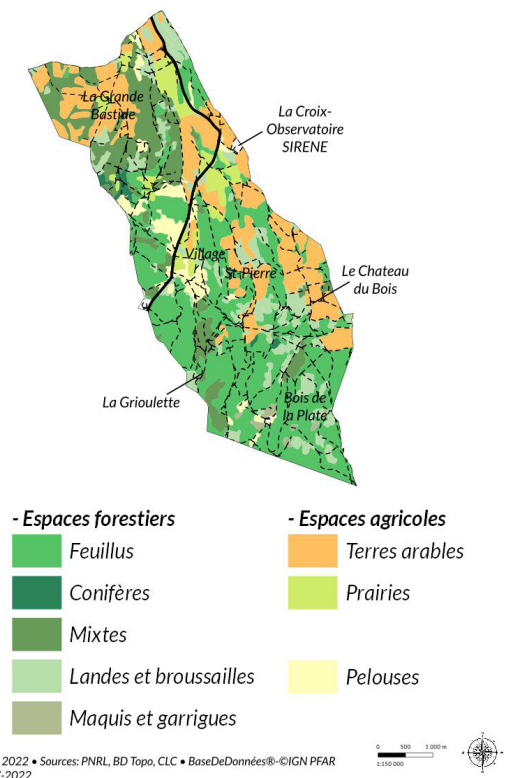 La Grande
Bastide
La Croix-
Observatoire
SIRENE
Village
St-Pierre
Le Chateau
du Bois
La Grioulette
Bois de
la Plate
- Espaces forestiers
Feuillus
Conifères
Mixtes
Landes et broussailles
Maquis et garrigues
- Espaces agricoles
Terres arables
Prairies
Pelouses
2022 • Sources: PNRL, BD Topo, CLC • BaseDeDonnées®-©IGN PFAR
-2022
0 500 1 000 m
1:150 000